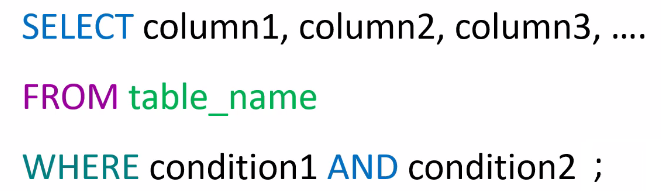 SELECT column1, column2, column3, ....
FROM table_name
WHERE condition1 AND condition2 ;